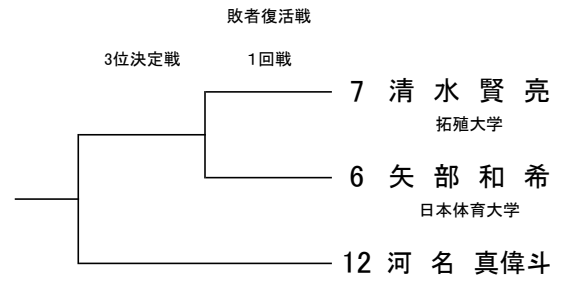 敗者復活戦
3位決定戦 1回戦
7 清水賢亮
拓殖大学
6 矢部和希
日本体育大学
12 河名真偉斗